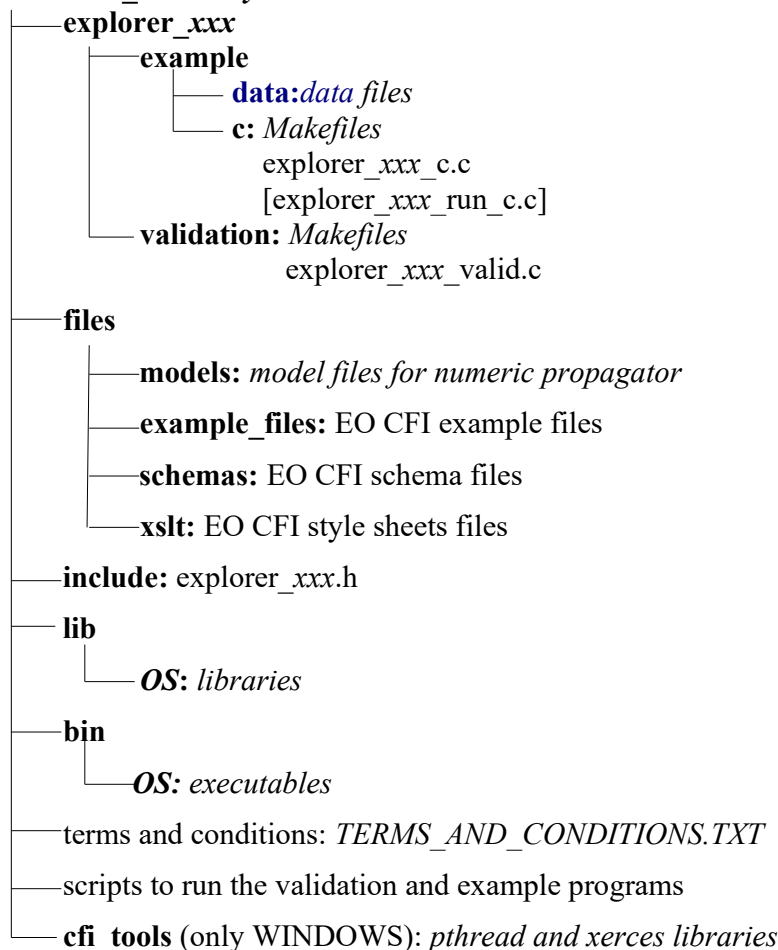 explorer_xxx
example
data:data files
c: Makefiles
explorer_xxx_c.c
[explorer_xxx_run_c.c]
validation: Makefiles
explorer_xxx_valid.c
files
models: model files for numeric propagator
example_files: EO CFI example files
schemas: EO CFI schema files
xslt: EO CFI style sheets files
include: explorer_xxx.h
lib
OS: libraries
bin
OS: executables
terms and conditions: TERMS_AND_CONDITIONS.TXT
scripts to run the validation and example programs
cfi_tools (only WINDOWS): pthread and xerces libraries